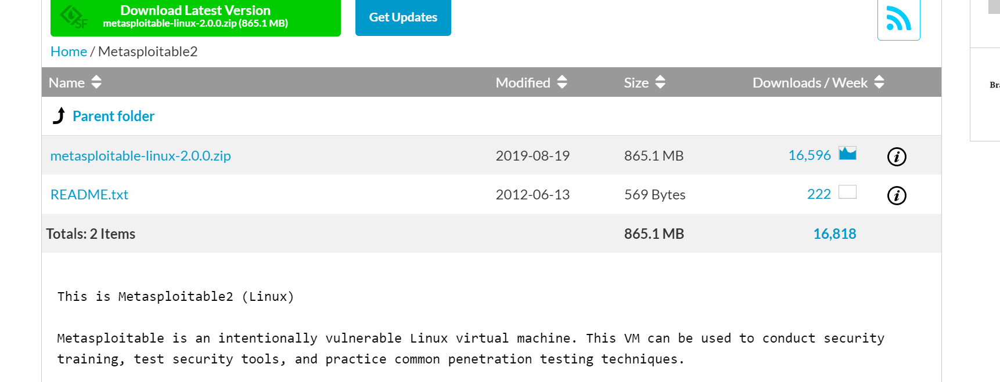 Download Latest Version
metasploitable-linux-2.0.0.zip (865.1 MB)
SF
Get Updates
Home / Metasploitable2
Name Modified Size Downloads / Week
Parent folder
metasploitable-linux-2.0.0.zip 2019-08-19 865.1 MB 16,596 i
README.txt 2012-06-13 569 Bytes 222 i
Totals: 2 Items 865.1 MB 16,818
This is Metasploitable2 (Linux)
Metasploitable is an intentionally vulnerable Linux virtual machine. This VM can be used to conduct security
training, test security tools, and practice common penetration testing techniques.